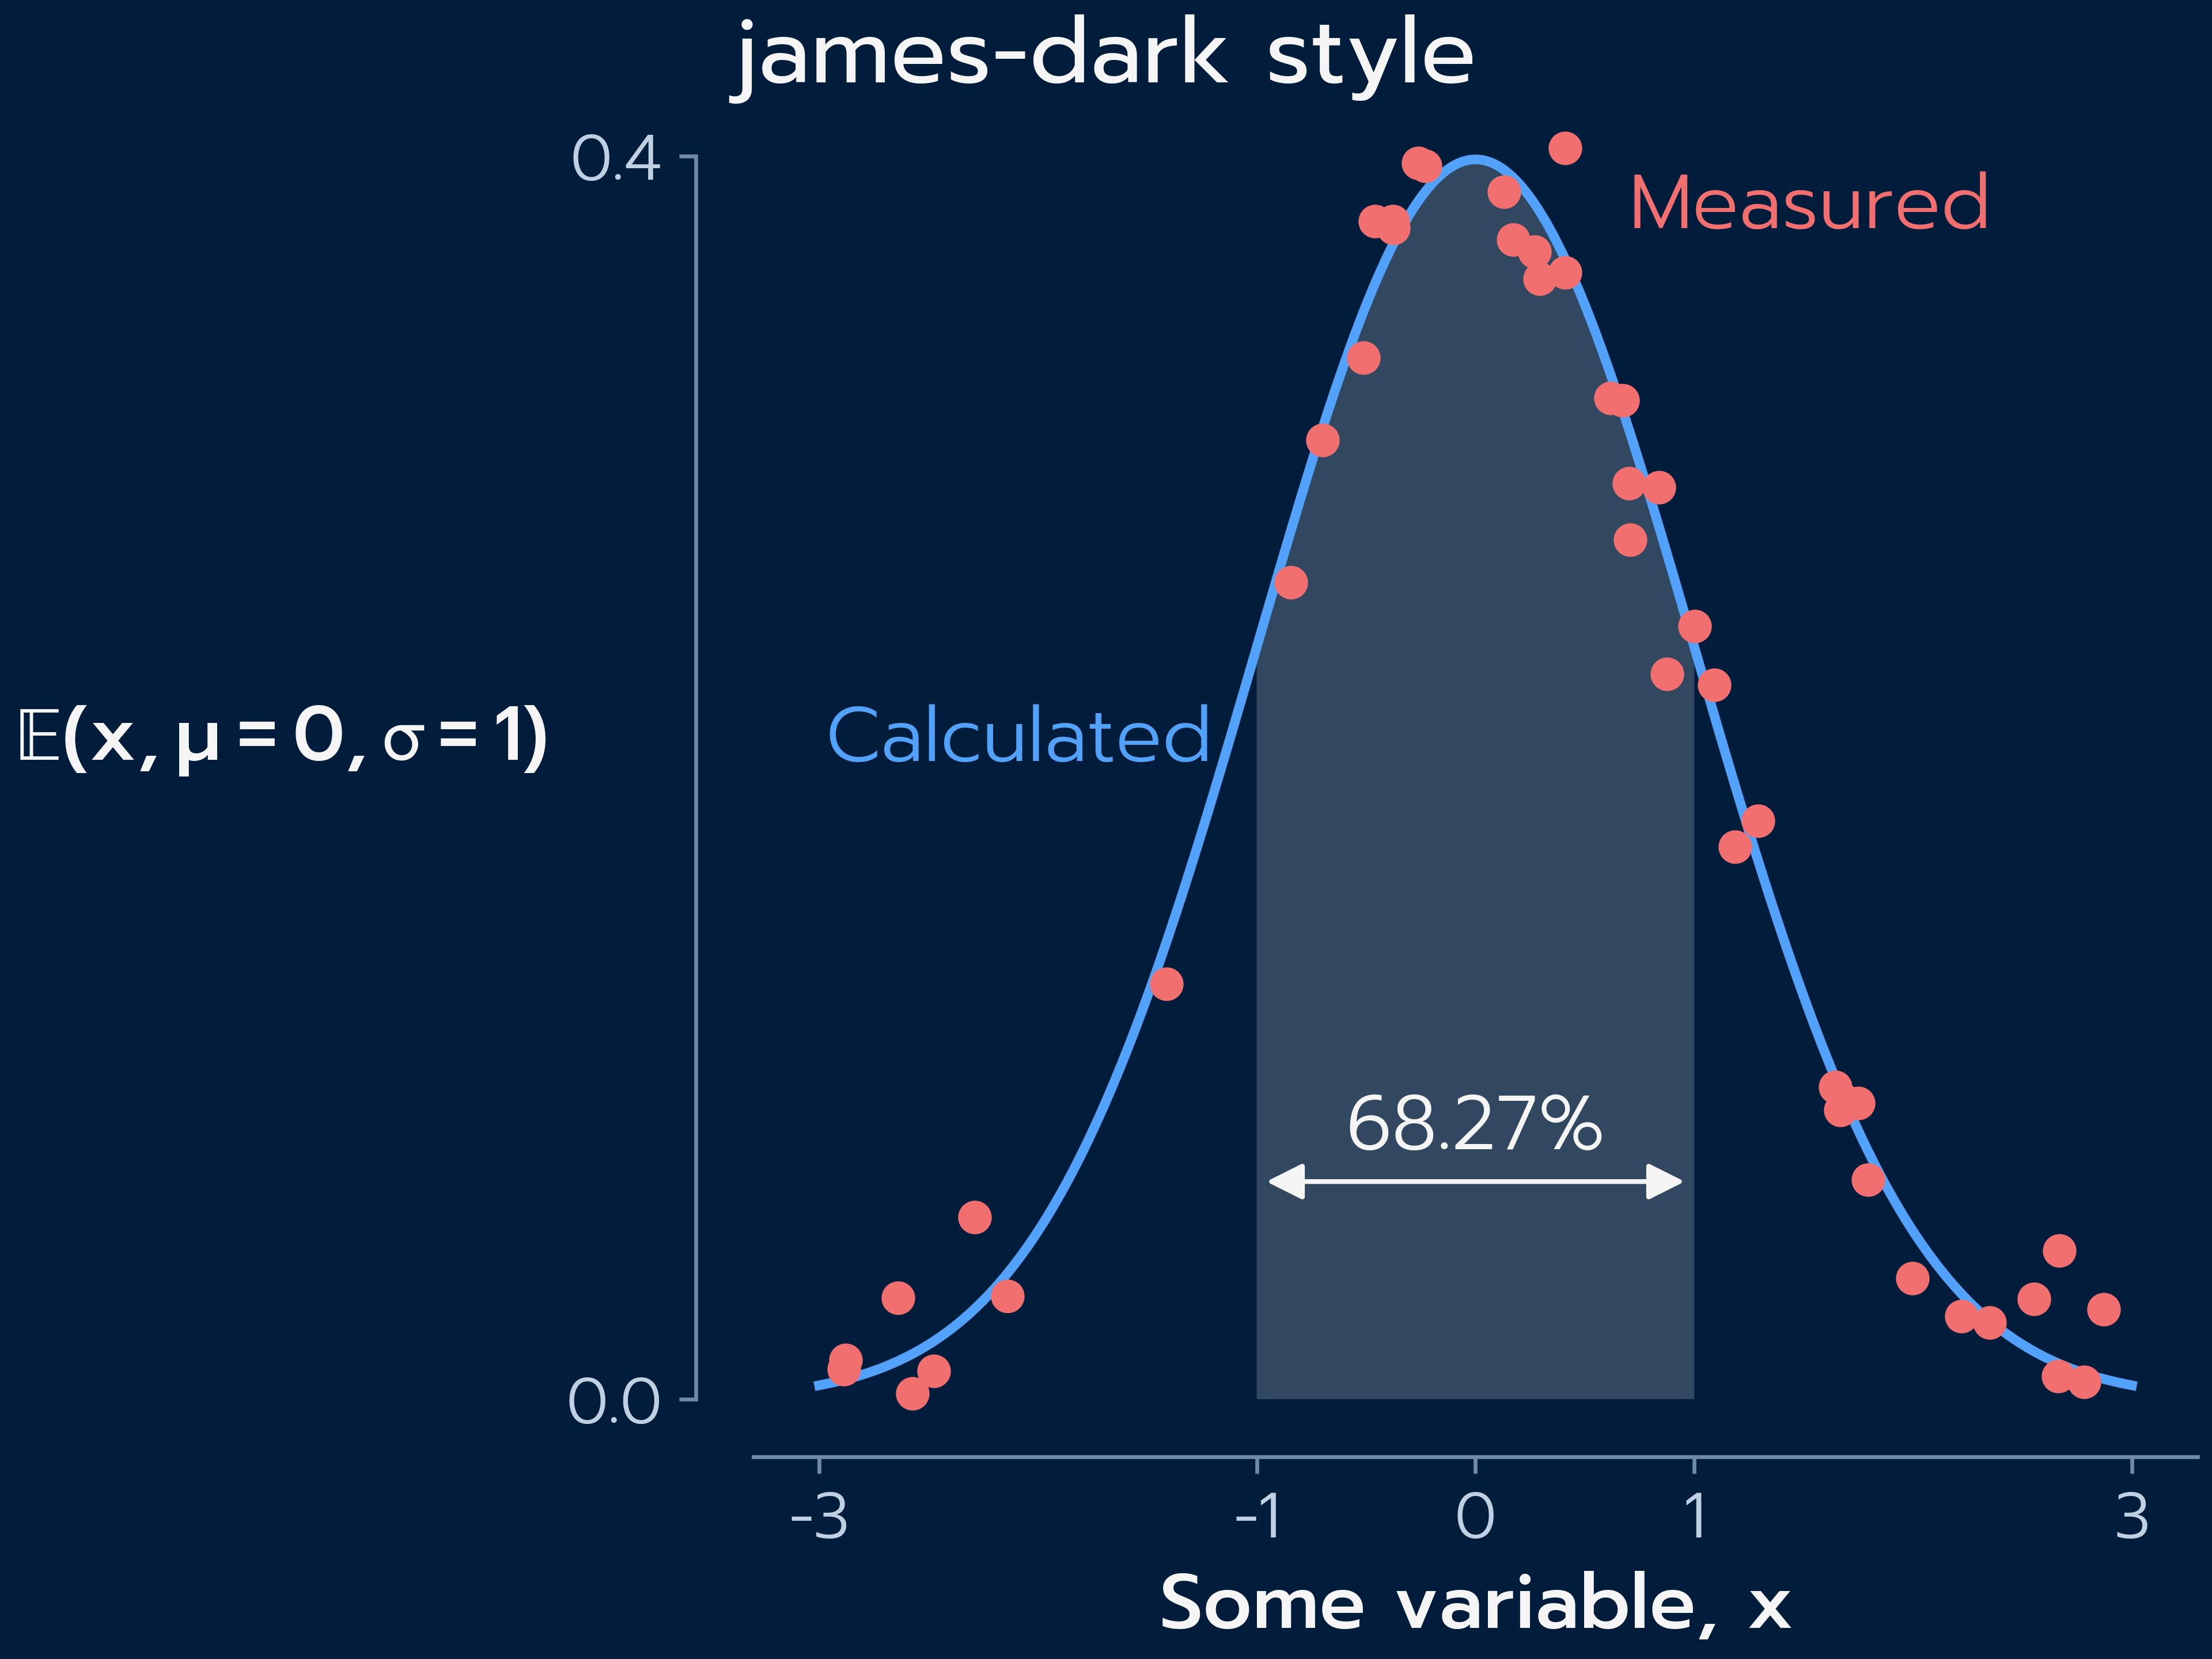 james-dark style
0.4
Measured
𝔼(x, μ = 0, σ = 1)
Calculated
68.27%
0.0
-3 -1 0 1 3
Some variable, x